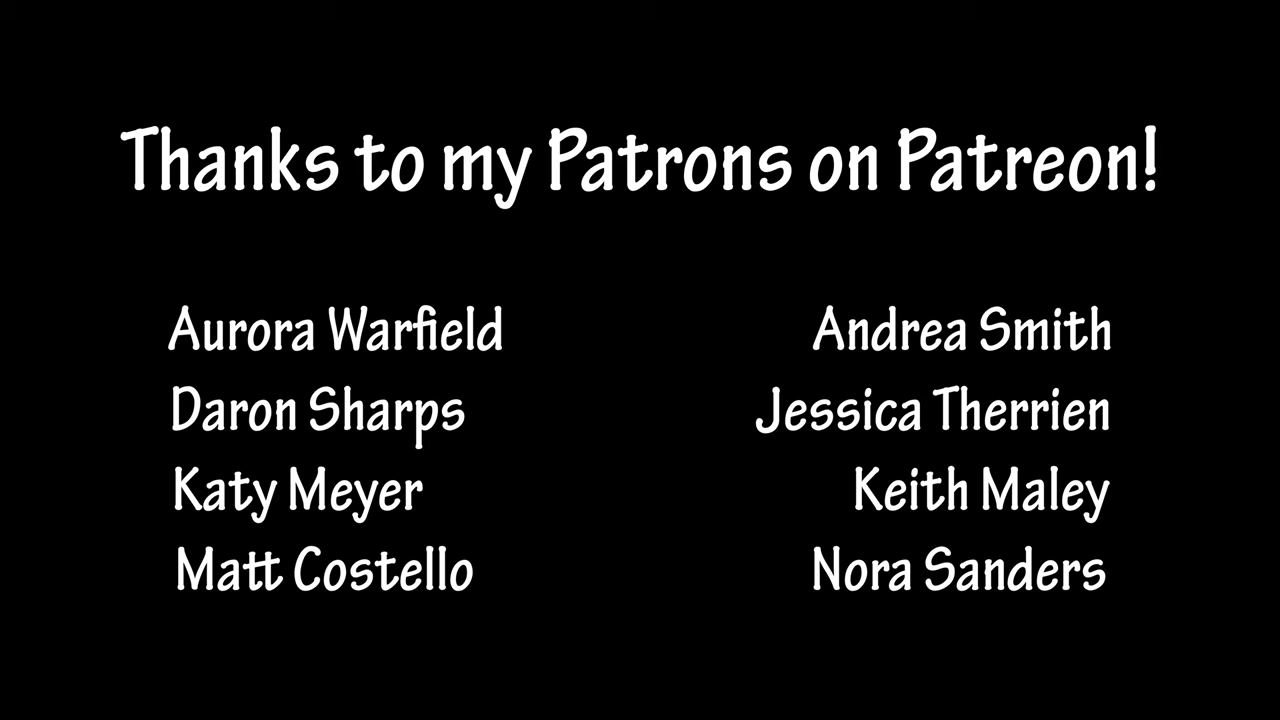 Thanks to my Patrons on Patreon!
Aurora Warfield
Andrea Smith
Daron Sharps
Jessica Therrien
Katy Meyer
Keith Maley
Matt Costello
Nora Sanders